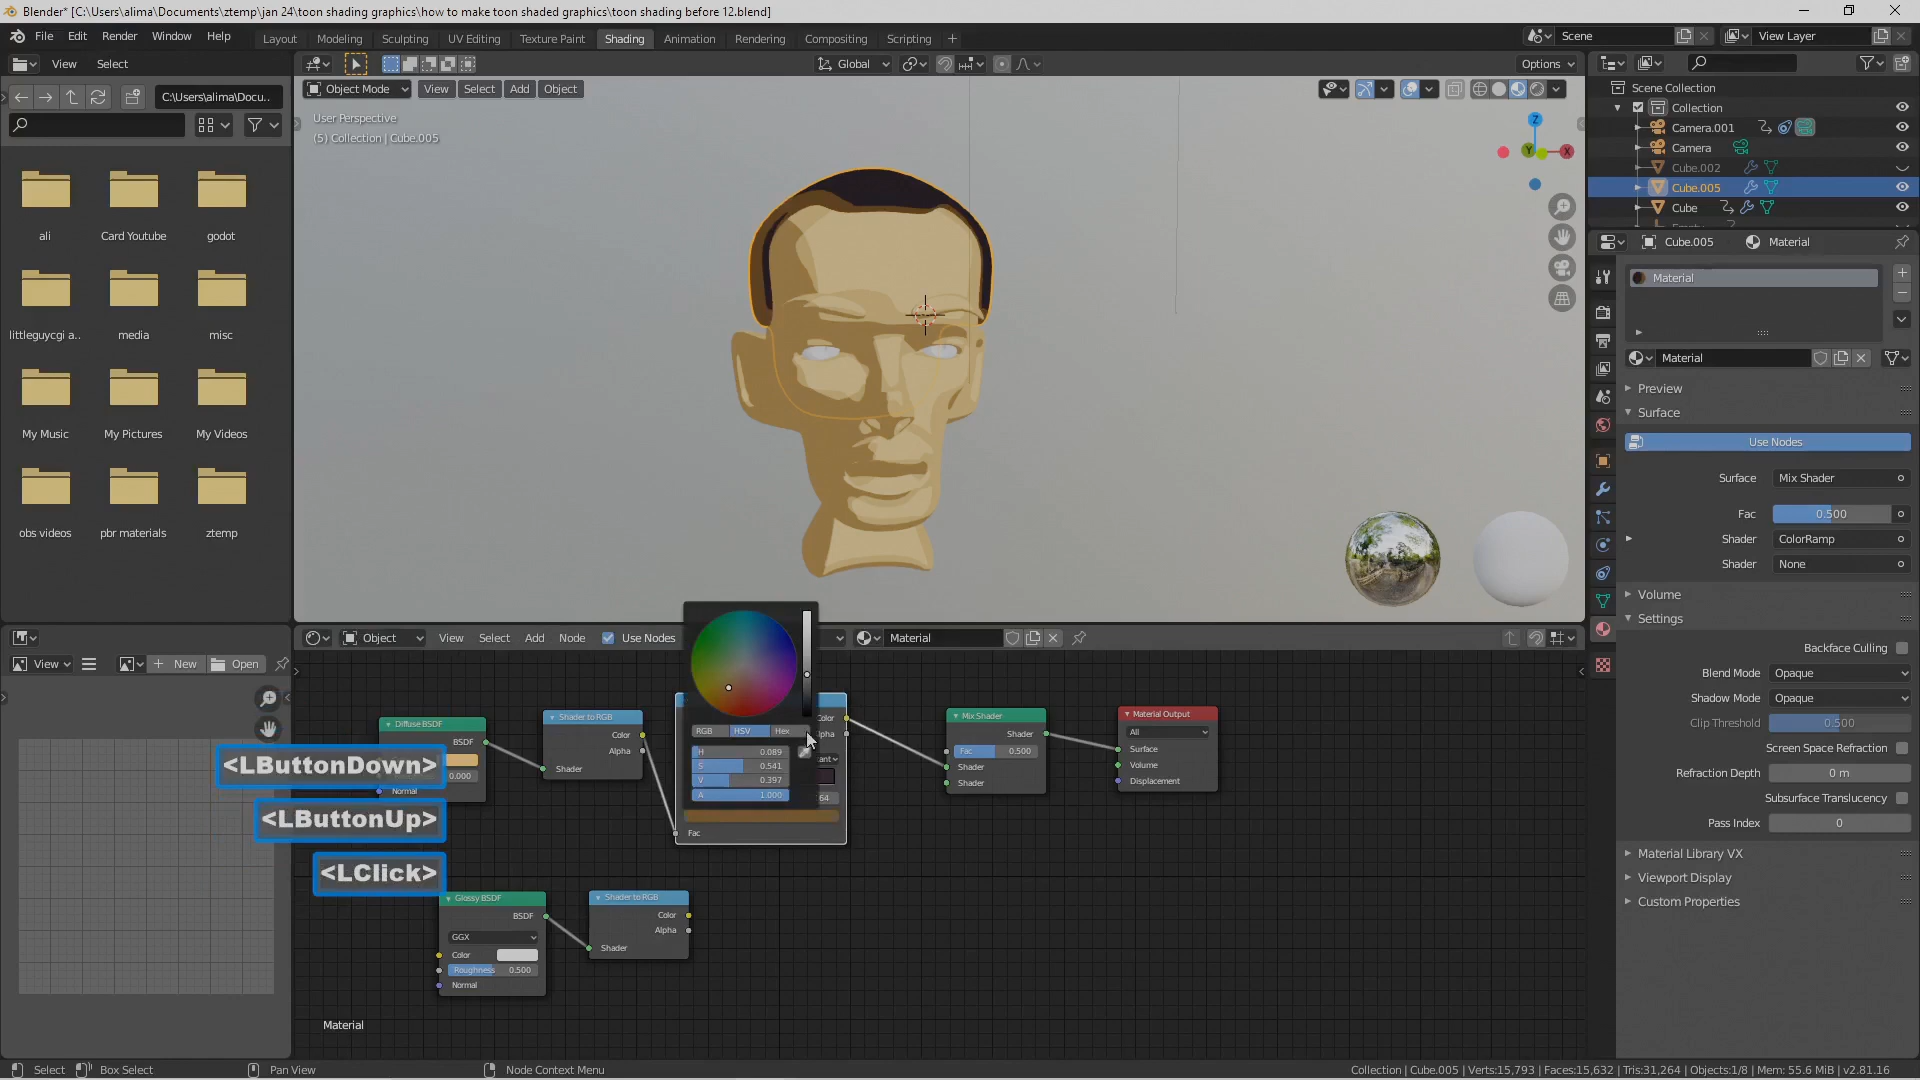 Blender* [C:\Users\alima\Documents\ztemp\jan 24\toon shading graphics\how to make toon shaded graphics\toon shading before 12.blend]
File Edit Render Window Help
Layout Modeling Sculpting UV Editing Texture Paint Shading Animation Rendering Compositing Scripting +
Scene
View Layer
View Select
Global
Options
C:\Users\alima\Docu..
Object Mode View Select Add Object
User Perspective
(5) Collection | Cube.005
Z
Y
X
ali
Card Youtube
godot
littleguycgi a..
media
misc
My Music
My Pictures
My Videos
obs videos
pbr materials
ztemp
Scene Collection
Collection
Camera.001
Camera
Cube.002
Cube.005
Cube
Cube.005
Material
Material
Material
Preview
Surface
Use Nodes
Surface Mix Shader
Fac 0.500
Shader ColorRamp
Shader None
Volume
Settings
Backface Culling
Blend Mode Opaque
Shadow Mode Opaque
Clip Threshold 0.500
Screen Space Refraction
Refraction Depth 0 m
Subsurface Translucency
Pass Index 0
Material Library VX
Viewport Display
Custom Properties
Object View Select Add Node Use Nodes
Material
View
New
Open
Diffuse BSDF
BSDF
0.000
Normal
Shader to RGB
Color
Alpha
Shader
RGB HSV Hex
H 0.089
S 0.541
V 0.397
A 1.000
Fac
Mix Shader
Shader
Fac 0.500
Shader
Shader
Material Output
All
Surface
Volume
Displacement
<LButtonDown>
<LButtonUp>
<LClick>
Glossy BSDF
BSDF
GGX
Color
Roughness 0.500
Normal
Shader to RGB
Color
Alpha
Shader
Material
Select Box Select Pan View Node Context Menu
Collection | Cube.005 | Verts:15,793 | Faces:15,632 | Tris:31,264 | Objects:1/8 | Mem: 55.6 MiB | v2.81.16